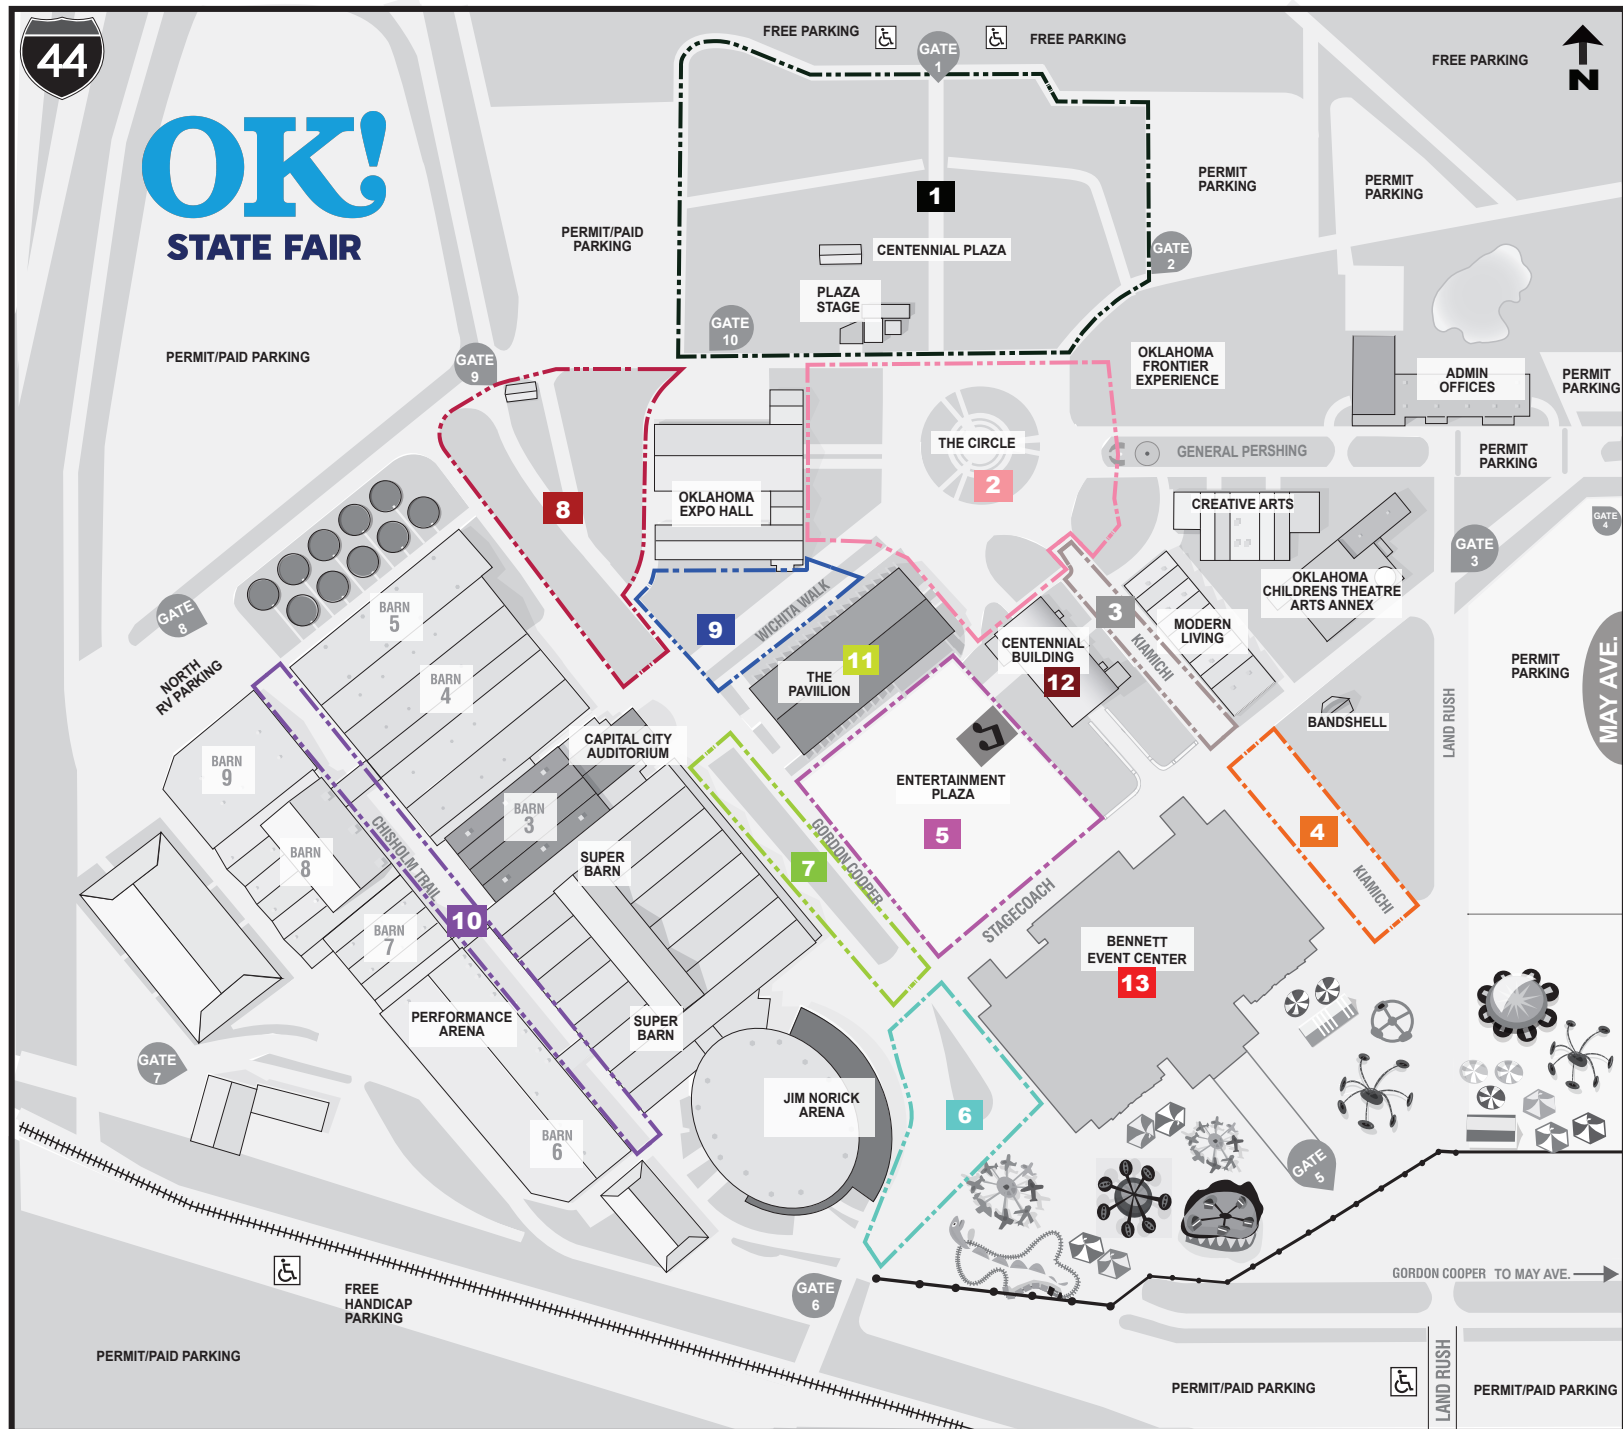 44
FREE PARKING
GATE
1
FREE PARKING
FREE PARKING
N
OK!
STATE FAIR
1
PERMIT
PARKING
PERMIT
PARKING
PERMIT/PAID
PARKING
CENTENNIAL PLAZA
GATE
2
PLAZA
STAGE
GATE
10
PERMIT/PAID PARKING
GATE
9
OKLAHOMA
FRONTIER
EXPERIENCE
ADMIN
OFFICES
PERMIT
PARKING
THE CIRCLE
2
GENERAL PERSHING
PERMIT
PARKING
8
OKLAHOMA
EXPO HALL
CREATIVE ARTS
GATE
4
GATE
3
OKLAHOMA
CHILDRENS THEATRE
ARTS ANNEX
GATE
8
BARN
5
9
WICHITA WALK
3
KIAMICHI
MODERN
LIVING
NORTH
RV PARKING
BARN
4
THE
PAVILION
11
CENTENNIAL
BUILDING
12
PERMIT
PARKING
MAY AVE.
LAND RUSH
BANDSHELL
CAPITAL CITY
AUDITORIUM
BARN
9
BARN
3
ENTERTAINMENT
PLAZA
5
4
KIAMICHI
CHISHOLM TRAIL
BARN
8
SUPER
BARN
7
GORDON COOPER
STAGECOACH
10
BARN
7
BENNETT
EVENT CENTER
13
PERFORMANCE
ARENA
SUPER
BARN
GATE
7
JIM NORICK
ARENA
6
BARN
6
GATE
5
GATE
6
GORDON COOPER TO MAY AVE.
FREE
HANDICAP
PARKING
PERMIT/PAID PARKING
PERMIT/PAID PARKING
LAND RUSH
PERMIT/PAID PARKING